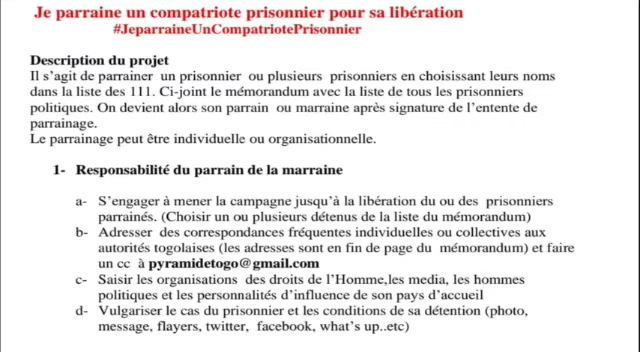 Je parraine un compatriote prisonnier pour sa libération
#JeparraineUnCompatriotePrisonnier
Description du projet
Il s'agit de parrainer un prisonnier ou plusieurs prisonniers en choisissant leurs noms
dans la liste des 111. Ci-joint le mémorandum avec la liste de tous les prisonniers
politiques. On devient alors son parrain ou marraine après signature de l'entente de
parrainage.
Le parrainage peut être individuelle ou organisationnelle.
1- Responsabilité du parrain de la marraine
a- S'engager à mener la campagne jusqu'à la libération du ou des prisonniers
parrainés. (Choisir un ou plusieurs détenus de la liste du mémorandum)
b- Adresser des correspondances fréquentes individuelles ou collectives aux
autorités togolaises (les adresses sont en fin de page du mémorandum) et faire
un cc à pyramidetogo@gmail.com
c- Saisir les organisations des droits de l'Homme,les media, les hommes
politiques et les personnalités d'influence de son pays d'accueil
d- Vulgariser le cas du prisonnier et les conditions de sa détention (photo,
message, flayers, twitter, facebook, what's up..etc)